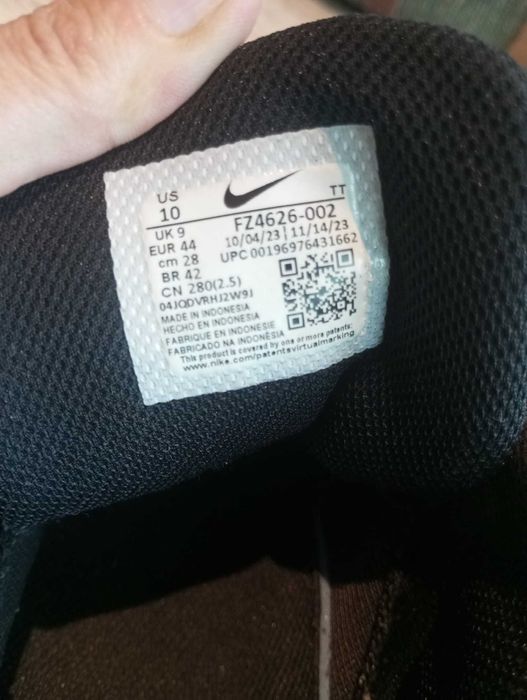 US
10
TT
UK 9
FZ4626-002
EUR 44
10/04/23 | 11/14/23
cm 28
UPC 00196976431662
BR 42
CN 280(2.5)
04JQDVRHJ2W9J
MADE IN INDONESIA
HECHO EN INDONESIA
FABRIQUE EN INDONESIE
FABRICADO NA INDONÉSIA
This product is covered by one or more patents:
www.nike.com/patentsvirtualmarking